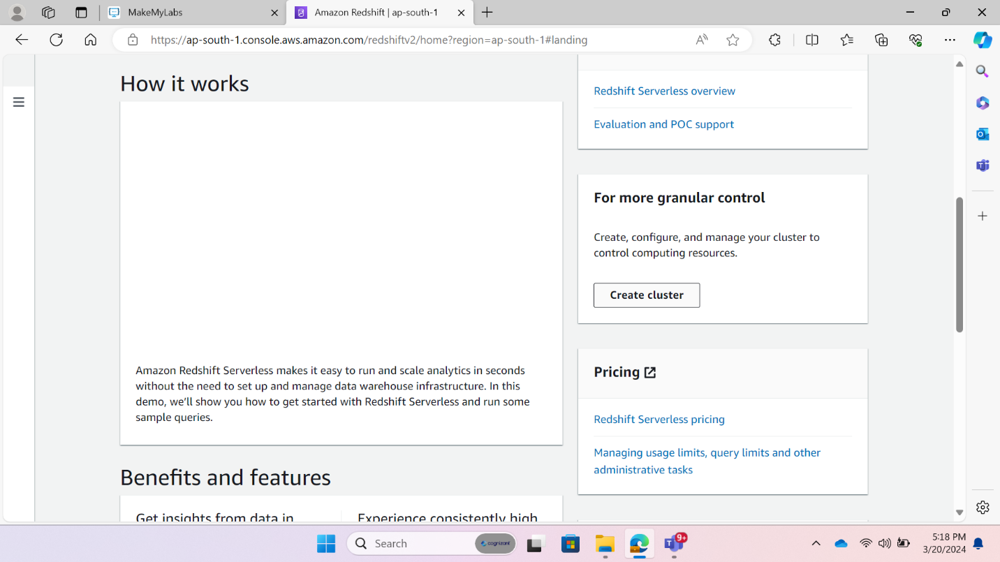 MakeMyLabs
Amazon Redshift | ap-south-1
https://ap-south-1.console.aws.amazon.com/redshiftv2/home?region=ap-south-1#landing
How it works
Amazon Redshift Serverless makes it easy to run and scale analytics in seconds
without the need to set up and manage data warehouse infrastructure. In this
demo, we’ll show you how to get started with Redshift Serverless and run some
sample queries.
Benefits and features
Get insights from data in
Experience consistently high
Redshift Serverless overview
Evaluation and POC support
For more granular control
Create, configure, and manage your cluster to
control computing resources.
Create cluster
Pricing
Redshift Serverless pricing
Managing usage limits, query limits and other
administrative tasks
Search
cognizant
9+
5:18 PM
3/20/2024